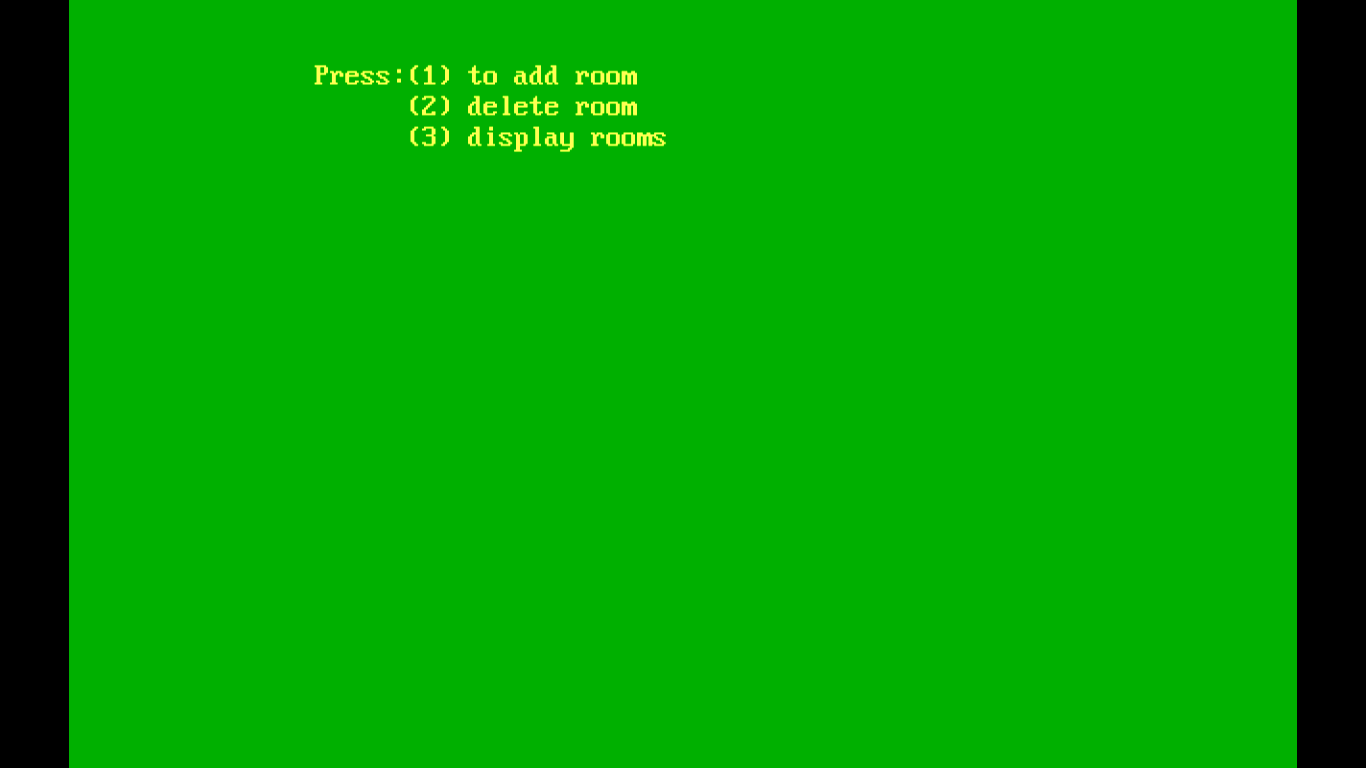 Press:(1) to add room
(2) delete room
(3) display rooms